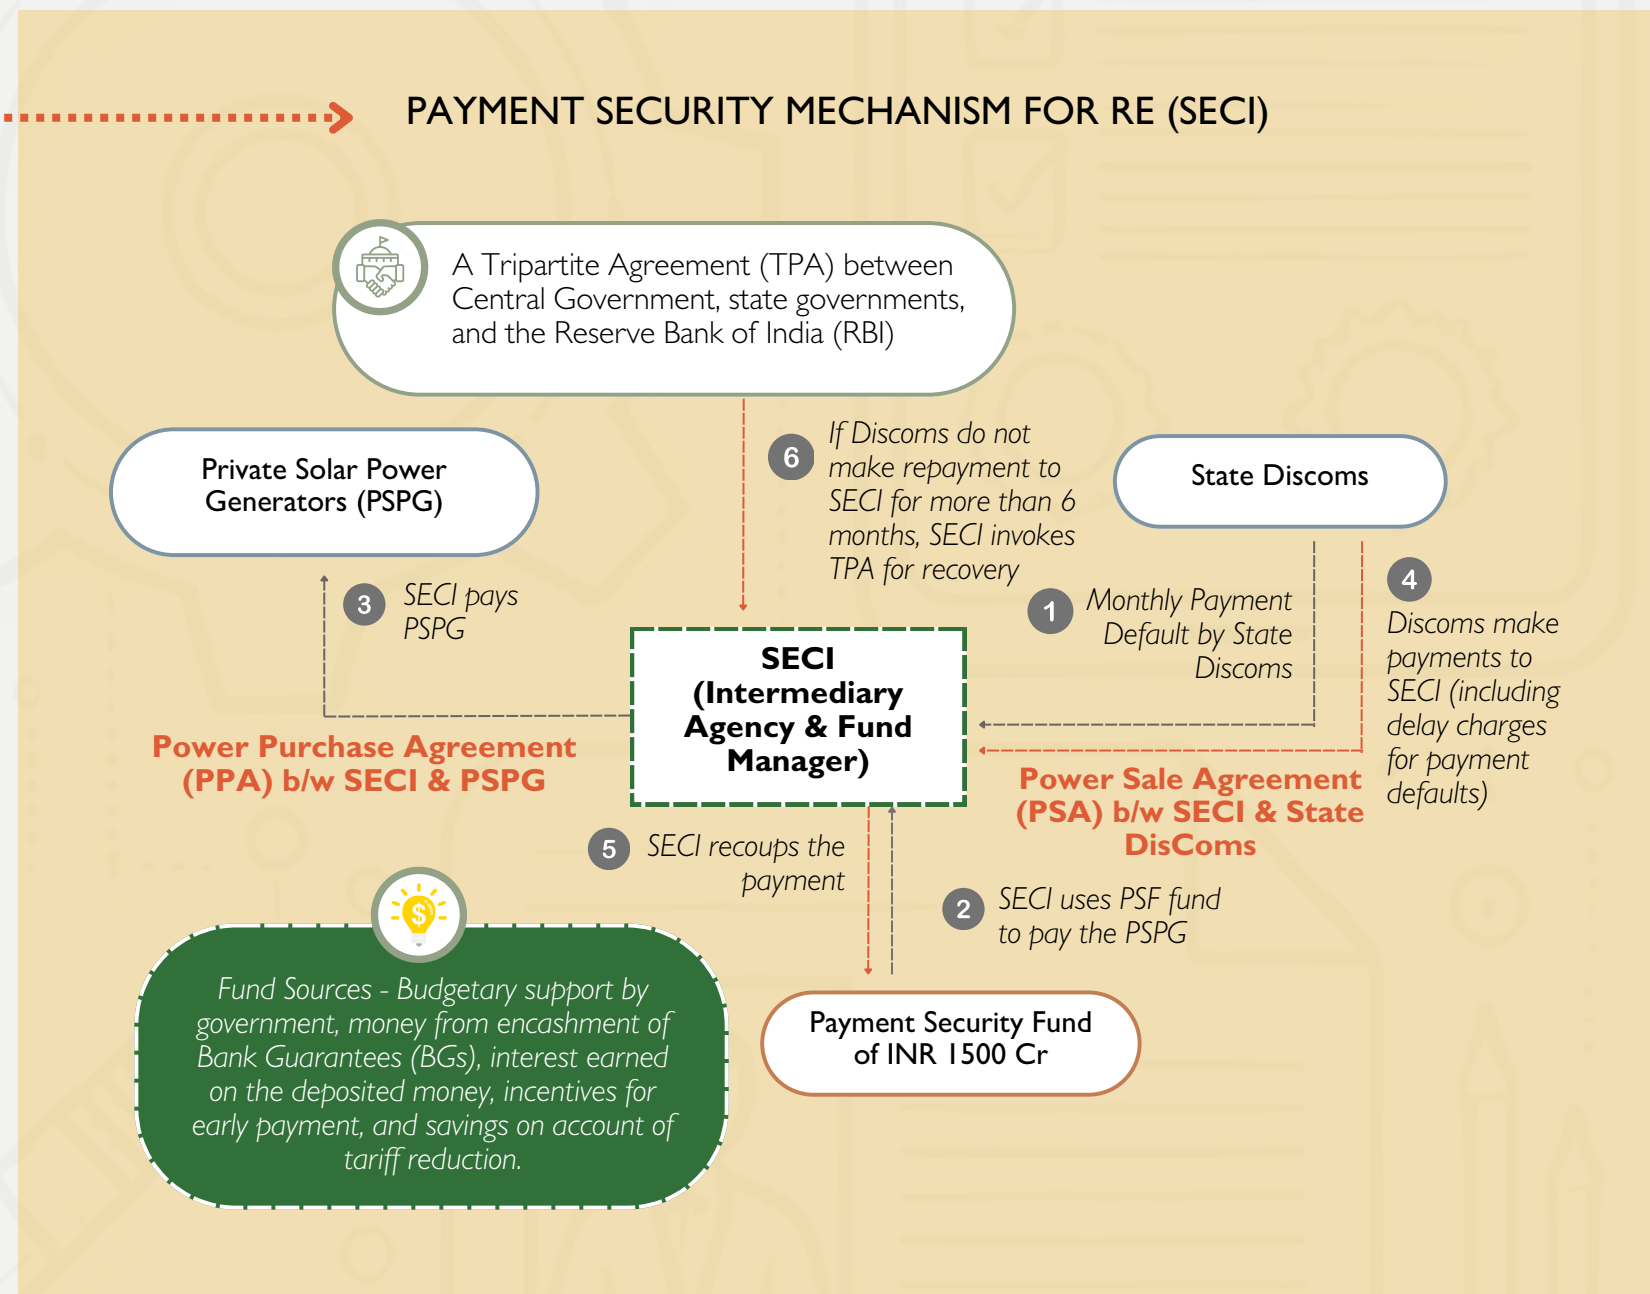 PAYMENT SECURITY MECHANISM FOR RE (SECI)
A Tripartite Agreement (TPA) between
Central Government, state governments,
and the Reserve Bank of India (RBI)
Private Solar Power
Generators (PSPG)
6
If Discoms do not
make repayment to
SECI for more than 6
months, SECI invokes
TPA for recovery
State Discoms
3
SECI pays
PSPG
1
Monthly Payment
Default by State
Discoms
4
Discoms make
payments to
SECI (including
delay charges
for payment
defaults)
SECI
(Intermediary
Agency & Fund
Manager)
Power Purchase Agreement
(PPA) b/w SECI & PSPG
Power Sale Agreement
(PSA) b/w SECI & State
DisComs
5
SECI recoups the
payment
2
SECI uses PSF fund
to pay the PSPG
$
Fund Sources - Budgetary support by
government, money from encashment of
Bank Guarantees (BGs), interest earned
on the deposited money, incentives for
early payment, and savings on account of
tariff reduction.
Payment Security Fund
of INR 1500 Cr